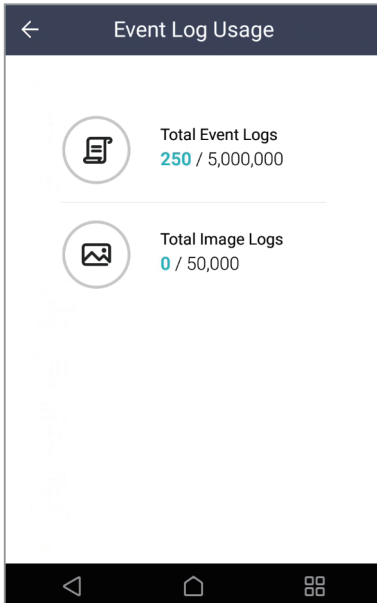 Event Log Usage
Total Event Logs
250 / 5,000,000
Total Image Logs
0 / 50,000